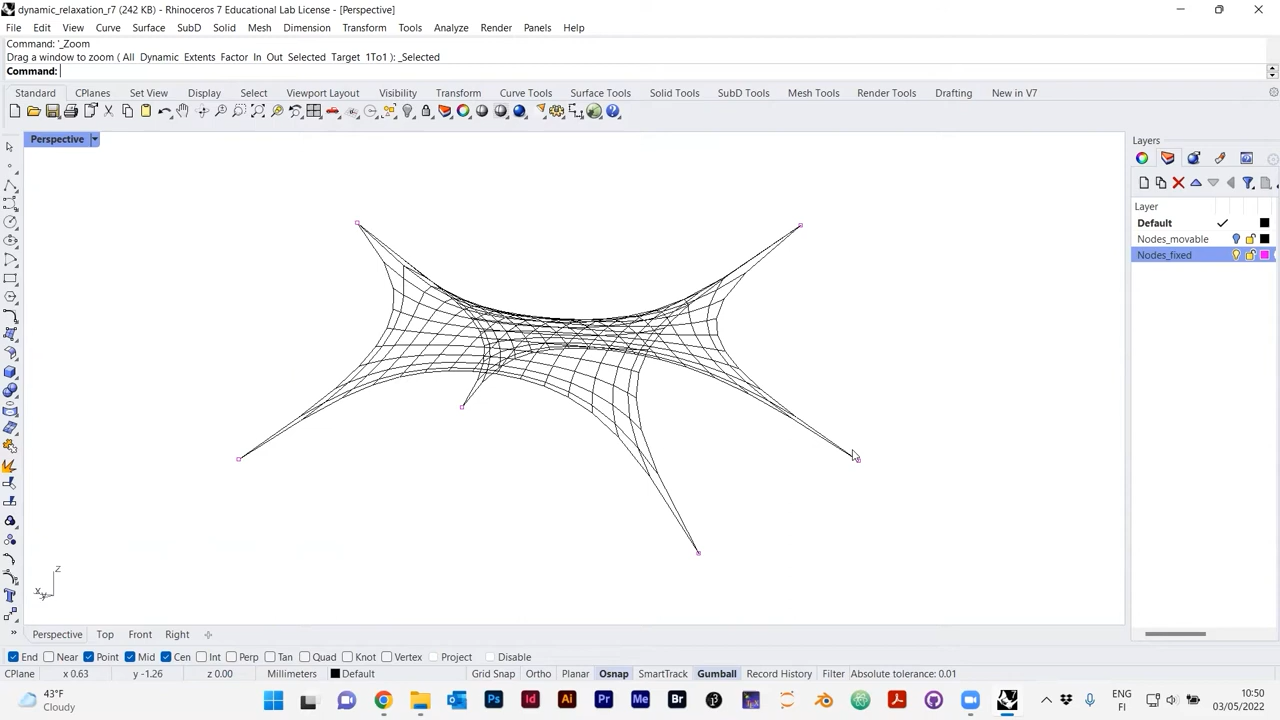 dynamic_relaxation_r7 (242 KB) - Rhinoceros 7 Educational Lab License - [Perspective]
File Edit View Curve Surface SubD Solid Mesh Dimension Transform Tools Analyze Render Panels Help
Command: '_Zoom
Drag a window to zoom ( All Dynamic Extents Factor In Out Selected Target 1To1 ): _Selected
Command:
Standard CPlanes Set View Display Select Viewport Layout Visibility Transform Curve Tools Surface Tools Solid Tools SubD Tools Mesh Tools Render Tools Drafting New in V7
Perspective
Layers
Layer
Default
Nodes_movable
Nodes_fixed
z
x y
Perspective Top Front Right
End Near Point Mid Cen Int Perp Tan Quad Knot Vertex Project Disable
CPlane x 0.63 y -1.26 z 0.00 Millimeters Default Grid Snap Ortho Planar Osnap SmartTrack Gumball Record History Filter Absolute tolerance: 0.01
43°F
Cloudy
Ps Id Ai Pr Me Br
ENG
FI
10:50
03/05/2022